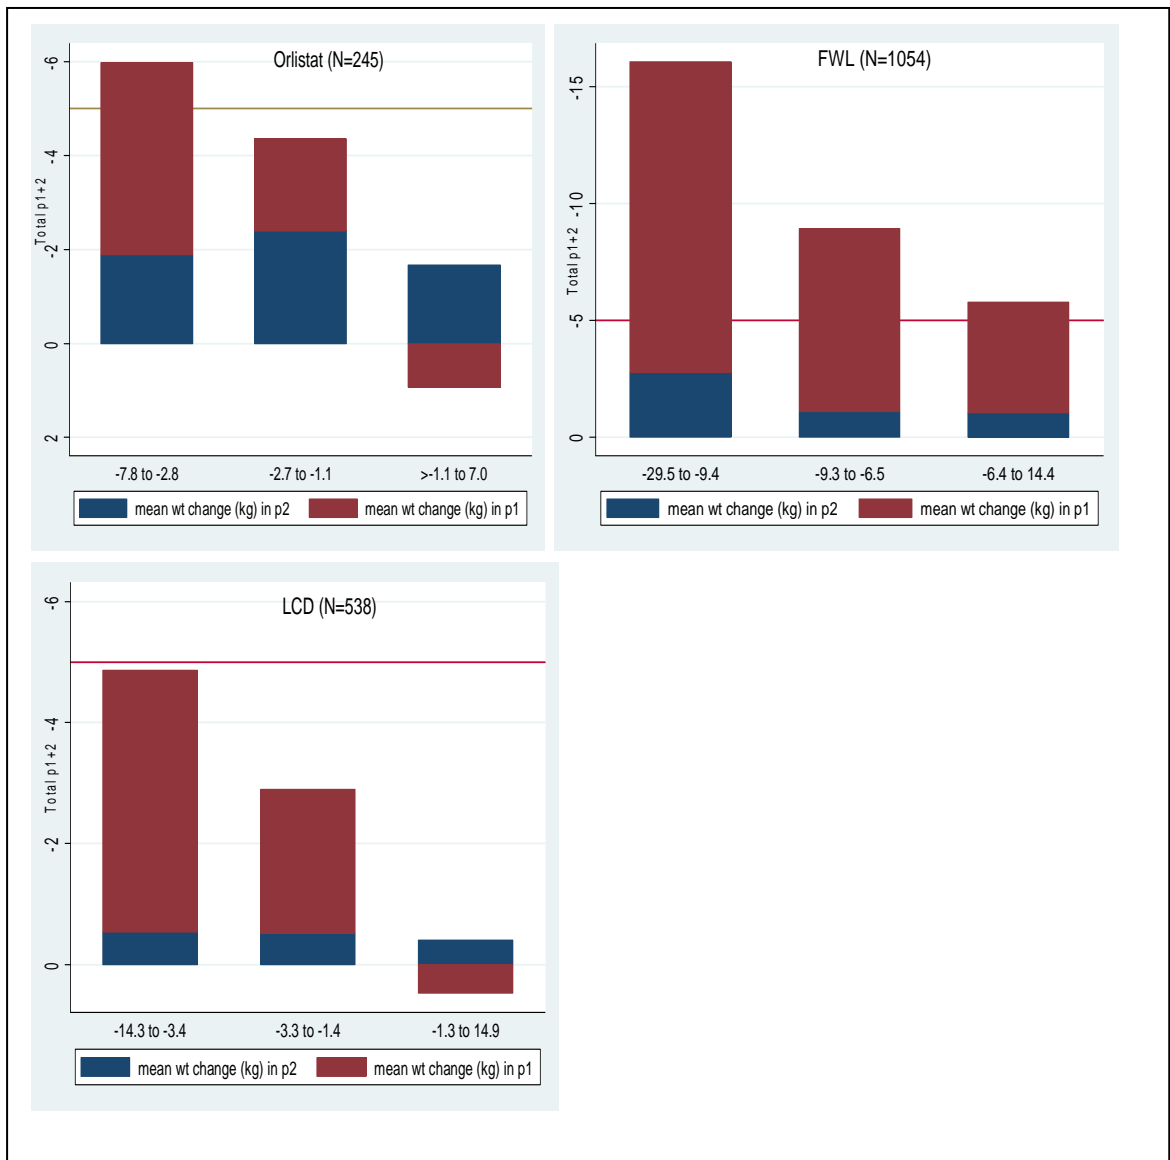 Orlistat (N=245)
Total p1+2
-6
-4
-2
0
2
-7.8 to -2.8
-2.7 to -1.1
>-1.1 to 7.0
mean wt change (kg) in p2
mean wt change (kg) in p1
FWL (N=1054)
Total p1+2
-15
-10
-5
0
-29.5 to -9.4
-9.3 to -6.5
-6.4 to 14.4
mean wt change (kg) in p2
mean wt change (kg) in p1
LCD (N=538)
Total p1+2
-6
-4
-2
0
-14.3 to -3.4
-3.3 to -1.4
-1.3 to 14.9
mean wt change (kg) in p2
mean wt change (kg) in p1